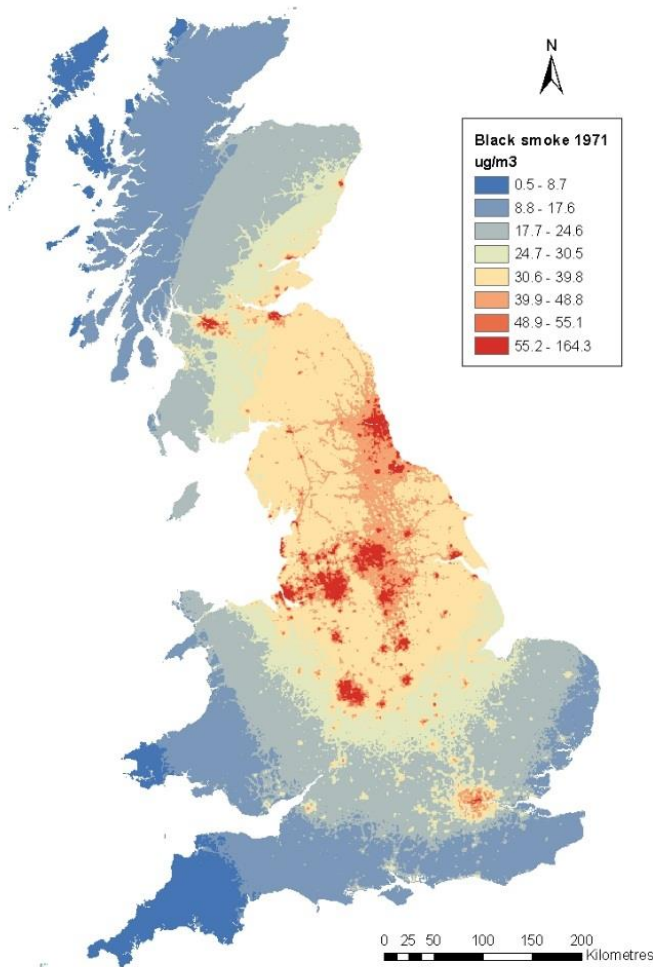 N
Black smoke 1971
ug/m3
0.5 - 8.7
8.8 - 17.6
17.7 - 24.6
24.7 - 30.5
30.6 - 39.8
39.9 - 48.8
48.9 - 55.1
55.2 - 164.3
0 25 50 100 150 200
Kilometres